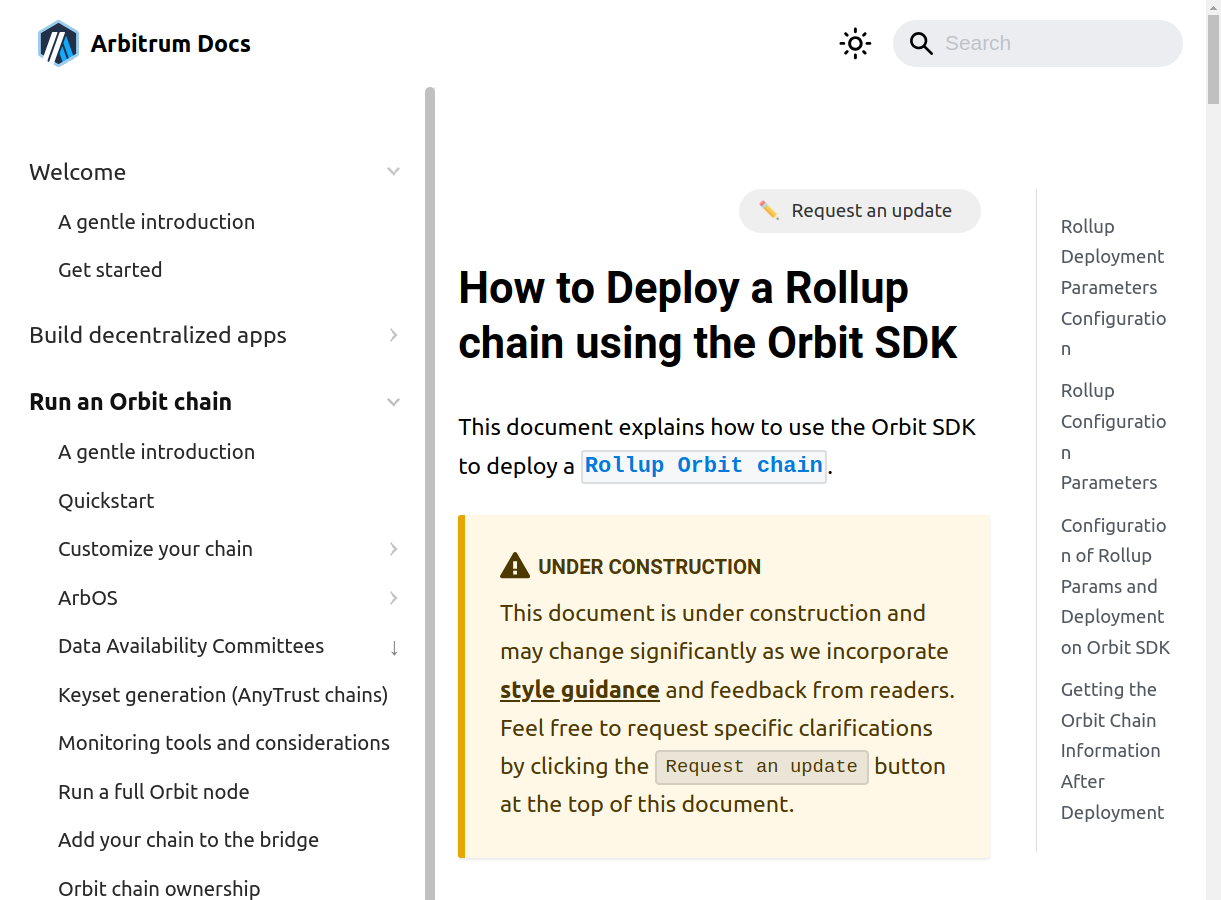 Arbitrum Docs
Search
Welcome
A gentle introduction
Get started
Build decentralized apps
Run an Orbit chain
A gentle introduction
Quickstart
Customize your chain
ArbOS
Data Availability Committees
Keyset generation (AnyTrust chains)
Monitoring tools and considerations
Run a full Orbit node
Add your chain to the bridge
Orbit chain ownership
✏️ Request an update
How to Deploy a Rollup
chain using the Orbit SDK
This document explains how to use the Orbit SDK
to deploy a Rollup Orbit chain.
UNDER CONSTRUCTION
This document is under construction and
may change significantly as we incorporate
style guidance and feedback from readers.
Feel free to request specific clarifications
by clicking the Request an update button
at the top of this document.
Rollup
Deployment
Parameters
Configuratio
n
Rollup
Configuratio
n
Parameters
Configuratio
n of Rollup
Params and
Deployment
on Orbit SDK
Getting the
Orbit Chain
Information
After
Deployment